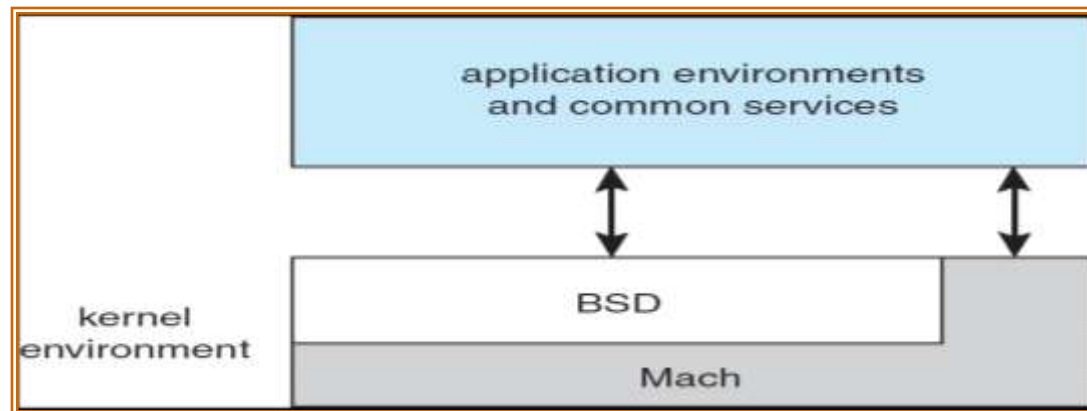 application environments
and common services
BSD
kernel
environment
Mach